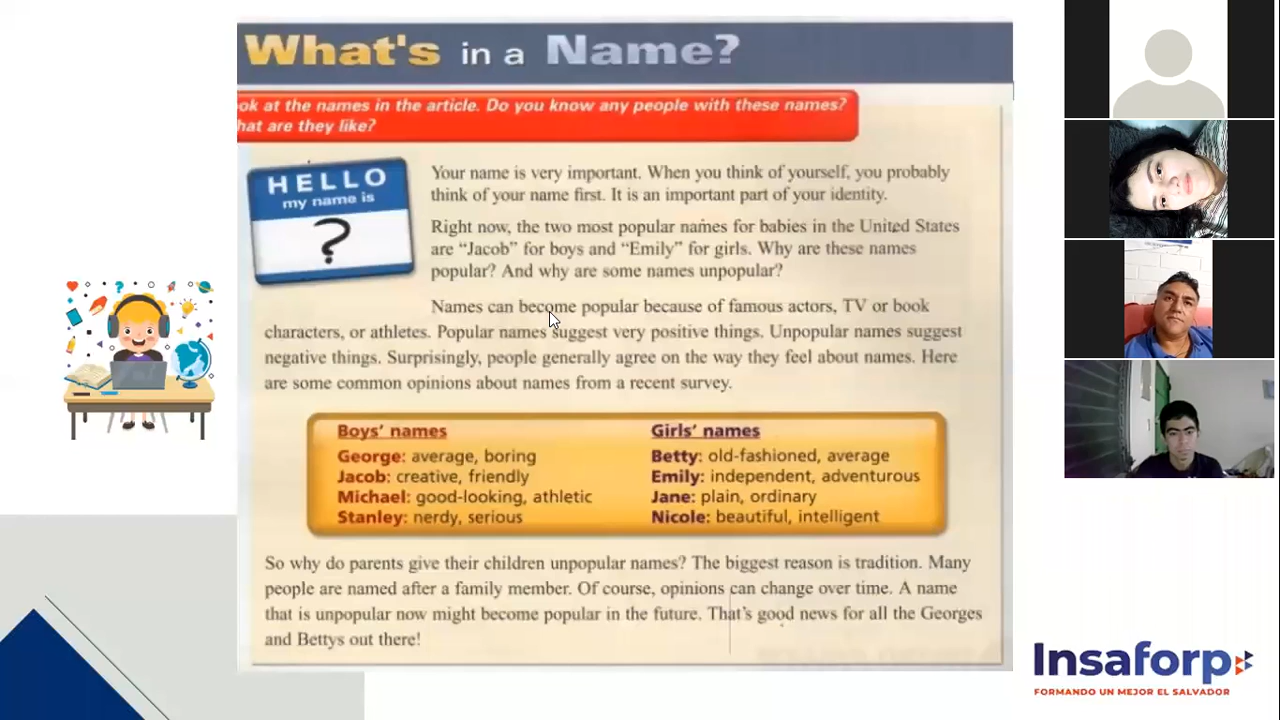 What's in a Name?
ok at the names in the article. Do you know any people with these names?
hat are they like?
HELLO
my name is
?
Your name is very important. When you think of yourself, you probably
think of your name first. It is an important part of your identity.
Right now, the two most popular names for babies in the United States
are “Jacob” for boys and “Emily” for girls. Why are these names
popular? And why are some names unpopular?
Names can become popular because of famous actors, TV or book
characters, or athletes. Popular names suggest very positive things. Unpopular names suggest
negative things. Surprisingly, people generally agree on the way they feel about names. Here
are some common opinions about names from a recent survey.
Boys' names
George: average, boring
Jacob: creative, friendly
Michael: good-looking, athletic
Stanley: nerdy, serious
Girls' names
Betty: old-fashioned, average
Emily: independent, adventurous
Jane: plain, ordinary
Nicole: beautiful, intelligent
So why do parents give their children unpopular names? The biggest reason is tradition. Many
people are named after a family member. Of course, opinions can change over time. A name
that is unpopular now might become popular in the future. That's good news for all the Georges
and Bettys out there!
Insaforp
FORMANDO UN MEJOR EL SALVADOR